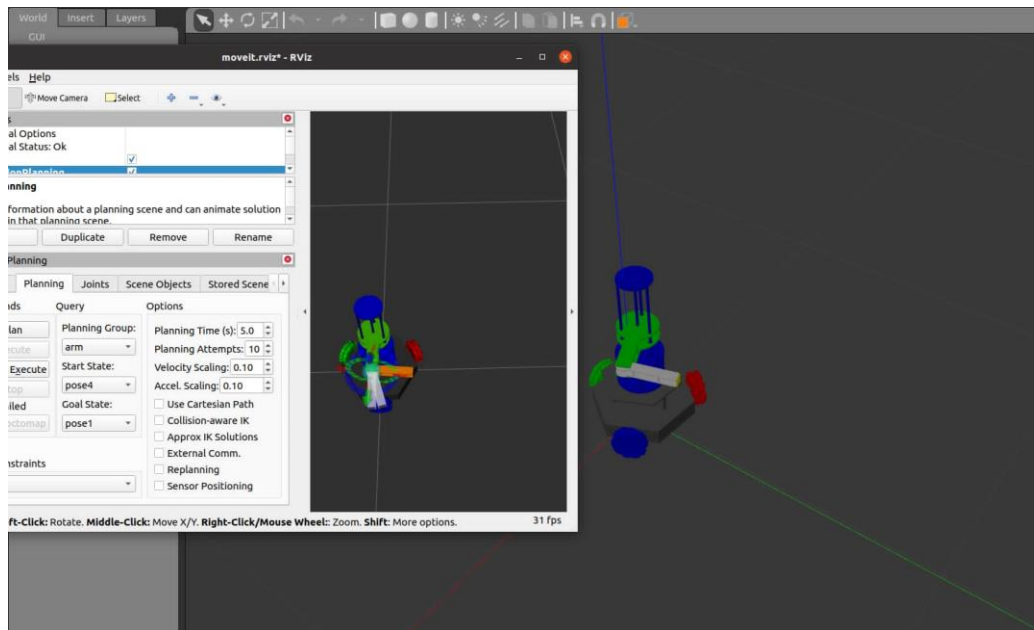 World Insert Layers
GUI
moveit.rviz* - RViz
els Help
Move Camera Select
s
al Options
al Status: Ok
ionPlanning
anning
formation about a planning scene and can animate solution
in that planning scene.
Duplicate Remove Rename
Planning
Planning Joints Scene Objects Stored Scene
ds Query Options
lan Planning Group: Planning Time (s): 5.0
ecute arm Planning Attempts: 10
Execute Start State: Velocity Scaling: 0.10
top pose4 Accel. Scaling: 0.10
iled Goal State: Use Cartesian Path
octomap pose1 Collision-aware IK
Approx IK Solutions
External Comm.
nstraints Replanning
Sensor Positioning
ft-Click: Rotate. Middle-Click: Move X/Y. Right-Click/Mouse Wheel:: Zoom. Shift: More options. 31 fps